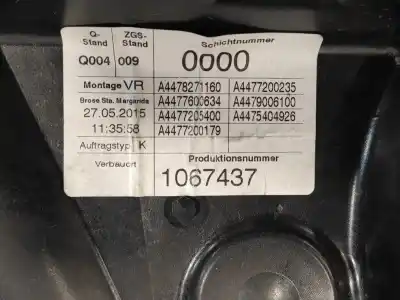 Q-Stand ZGS-Stand Schichtnummer
Q004 009 0000
Montage VR A4478271160 A4477200235
Brose Sta. Margarida A4477600634 A4479006100
27.05.2015 A4477205400 A4475404926
11:35:58 A4477200179
Auftragstyp K
Verbauort Produktionsnummer
1067437